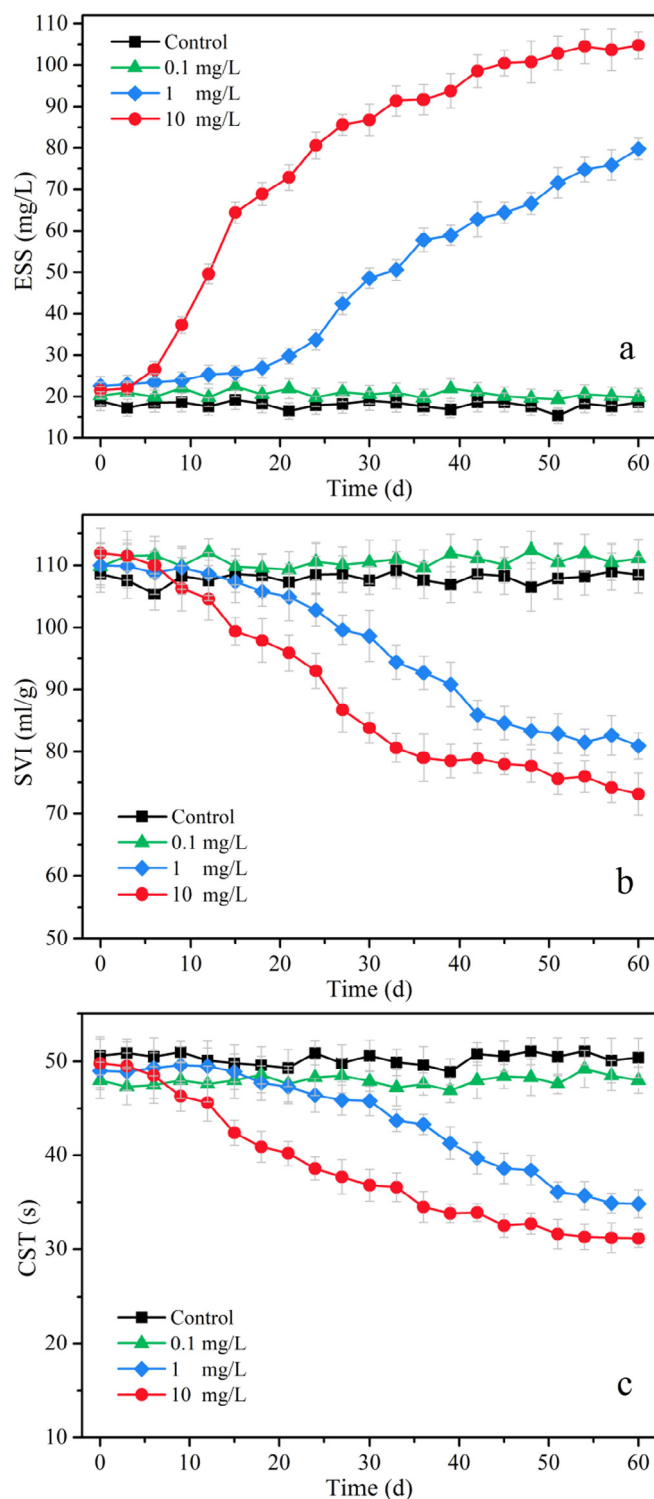 110
100
90
80
70
60
50
40
30
20
10
ESS (mg/L)
Control
0.1 mg/L
1 mg/L
10 mg/L
a
0 10 20 30 40 50 60
Time (d)
110
100
90
80
70
60
50
SVI (ml/g)
Control
0.1 mg/L
1 mg/L
10 mg/L
b
0 10 20 30 40 50 60
Time (d)
50
40
30
20
10
CST (s)
Control
0.1 mg/L
1 mg/L
10 mg/L
c
0 10 20 30 40 50 60
Time (d)